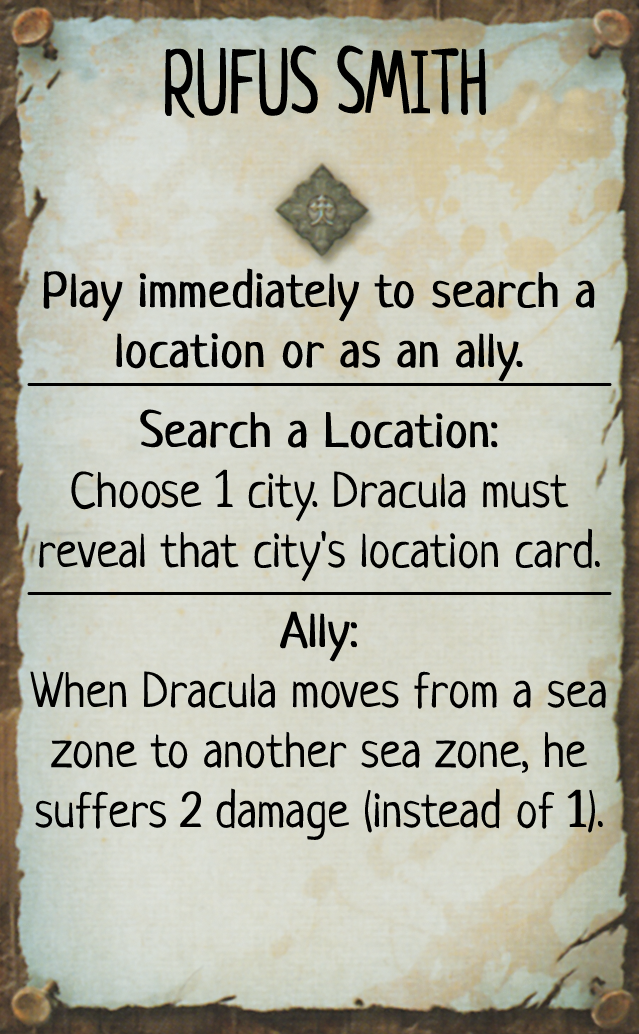 RUFUS SMITH
Play immediately to search a
location or as an ally.
Search a Location:
Choose 1 city. Dracula must
reveal that city's location card.
Ally:
When Dracula moves from a sea
zone to another sea zone, he
suffers 2 damage (instead of 1).